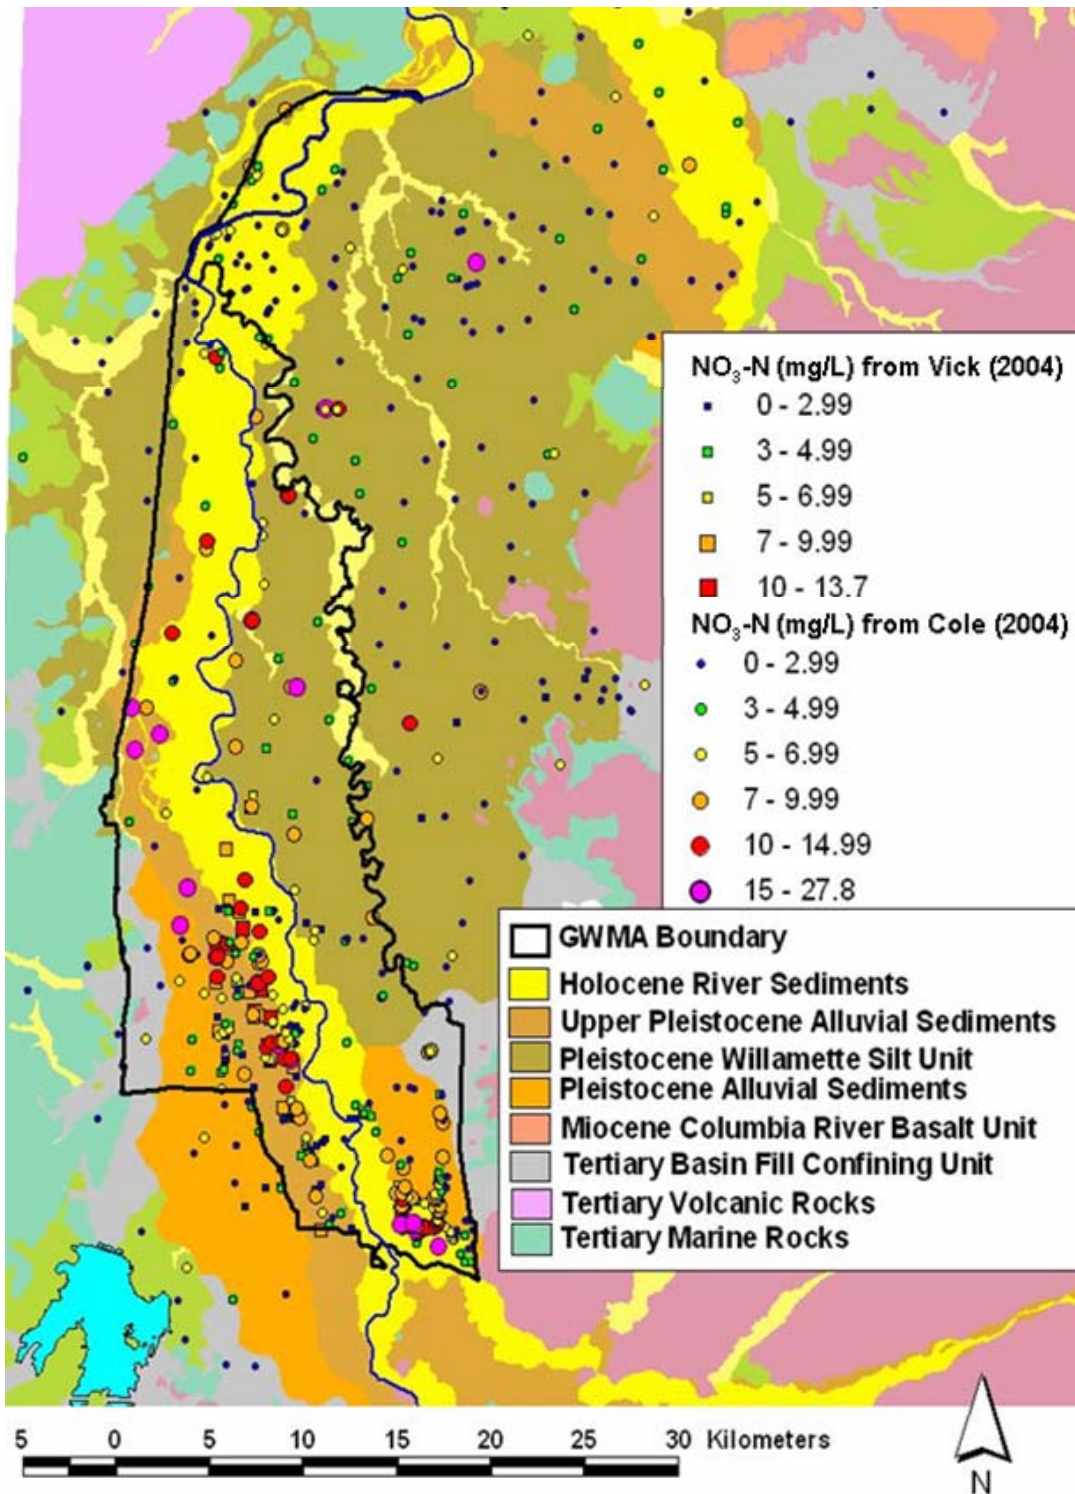 NO3-N (mg/L) from Vick (2004)
0 - 2.99
3 - 4.99
5 - 6.99
7 - 9.99
10 - 13.7
NO3-N (mg/L) from Cole (2004)
0 - 2.99
3 - 4.99
5 - 6.99
7 - 9.99
10 - 14.99
15 - 27.8
GWMA Boundary
Holocene River Sediments
Upper Pleistocene Alluvial Sediments
Pleistocene Willamette Silt Unit
Pleistocene Alluvial Sediments
Miocene Columbia River Basalt Unit
Tertiary Basin Fill Confining Unit
Tertiary Volcanic Rocks
Tertiary Marine Rocks
5 0 5 10 15 20 25 30 Kilometers
N